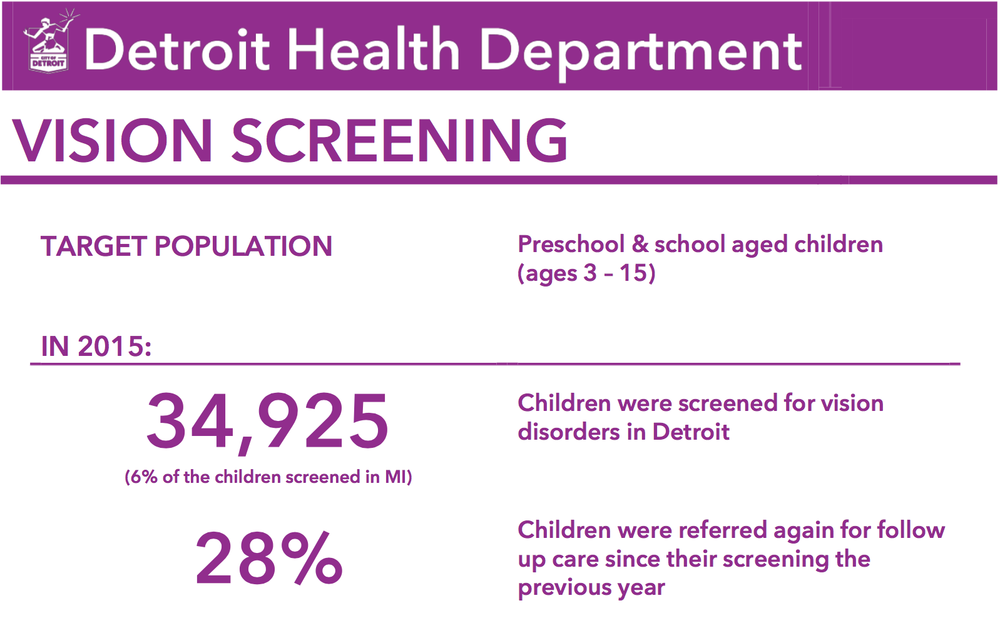 CITY OF
DETROIT
Detroit Health Department
VISION SCREENING
TARGET POPULATION
Preschool & school aged children
(ages 3 – 15)
IN 2015:
34,925
(6% of the children screened in MI)
Children were screened for vision
disorders in Detroit
28%
Children were referred again for follow
up care since their screening the
previous year